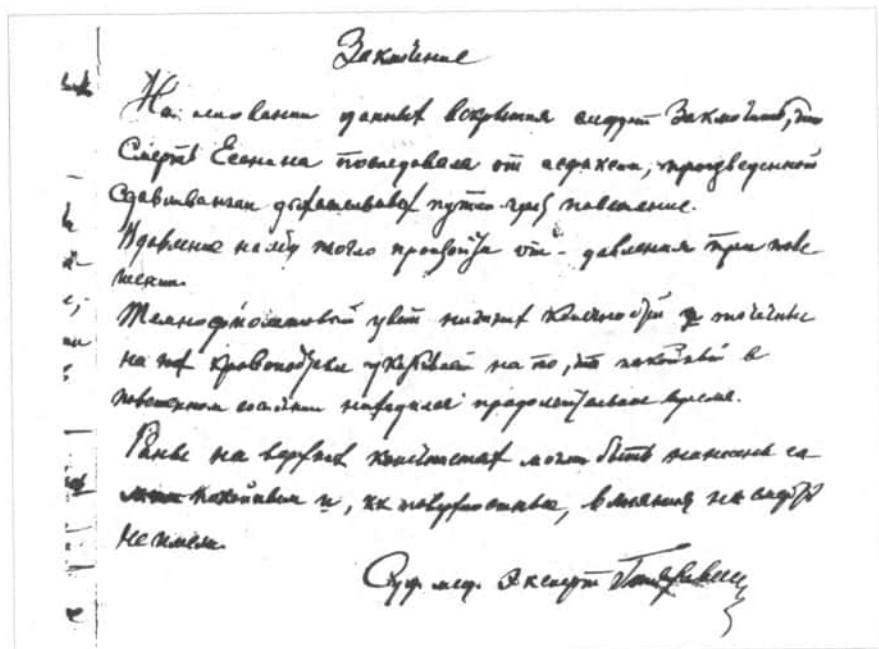 Заключение
На основании данных вскрытия следует заключить, что
Смерть Есенина последовала от асфиксии, произведенной
сдавливанием дыхательных путей через повешение.
Вдавление на лбу могло произойти от давления при пове
шении.
Темнофиолетовый цвет нижних конечностей точечные
на них кровоподтеки указывают на то, что покойный в
повешенном состоянии находился продолжительное время.
Раны на верхних конечностях могли быть нанесены са
мим покойным и, как поверхностные, влияния на смерть
не имели.
Суд. мед. Эксперт